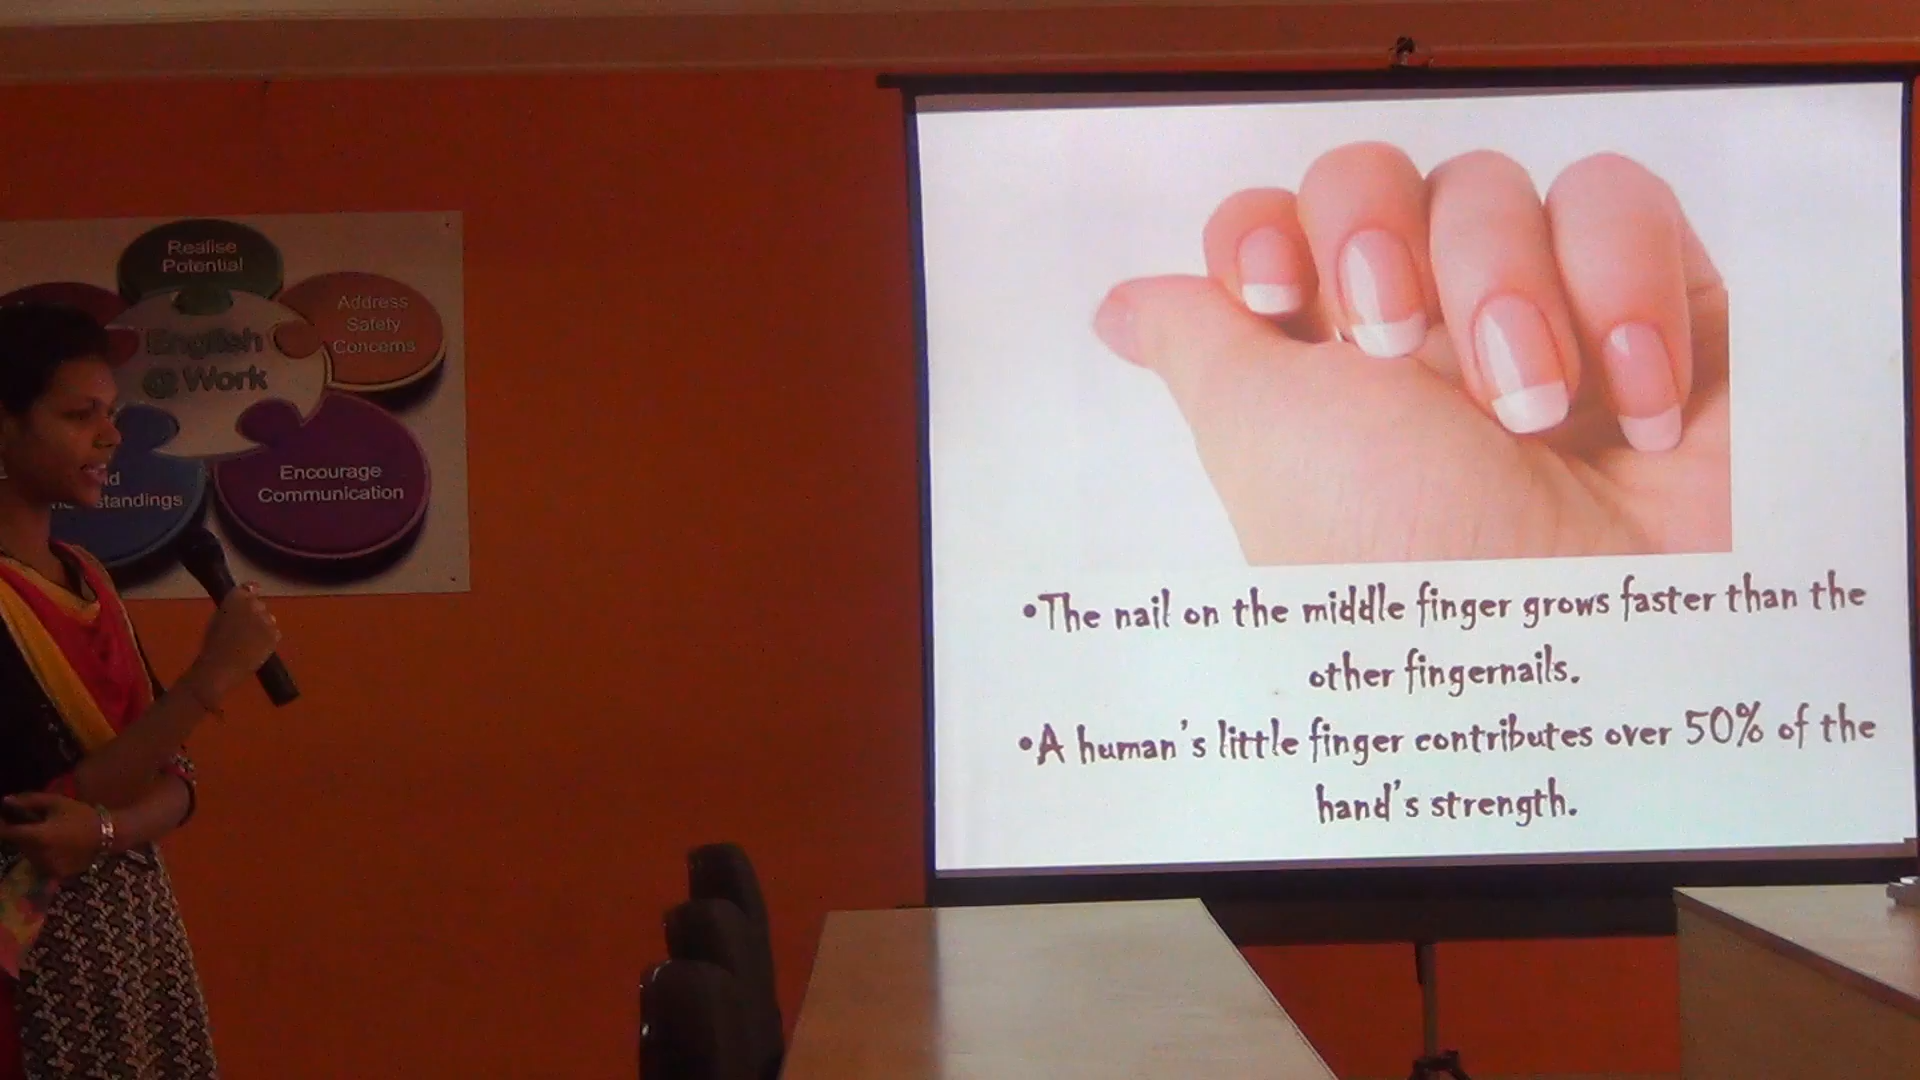 Realise
Potential
Address
Safety
Concerns
English
@ Work
Encourage
Communication
•The nail on the middle finger grows faster than the
other fingernails.
•A human's little finger contributes over 50% of the
hand's strength.